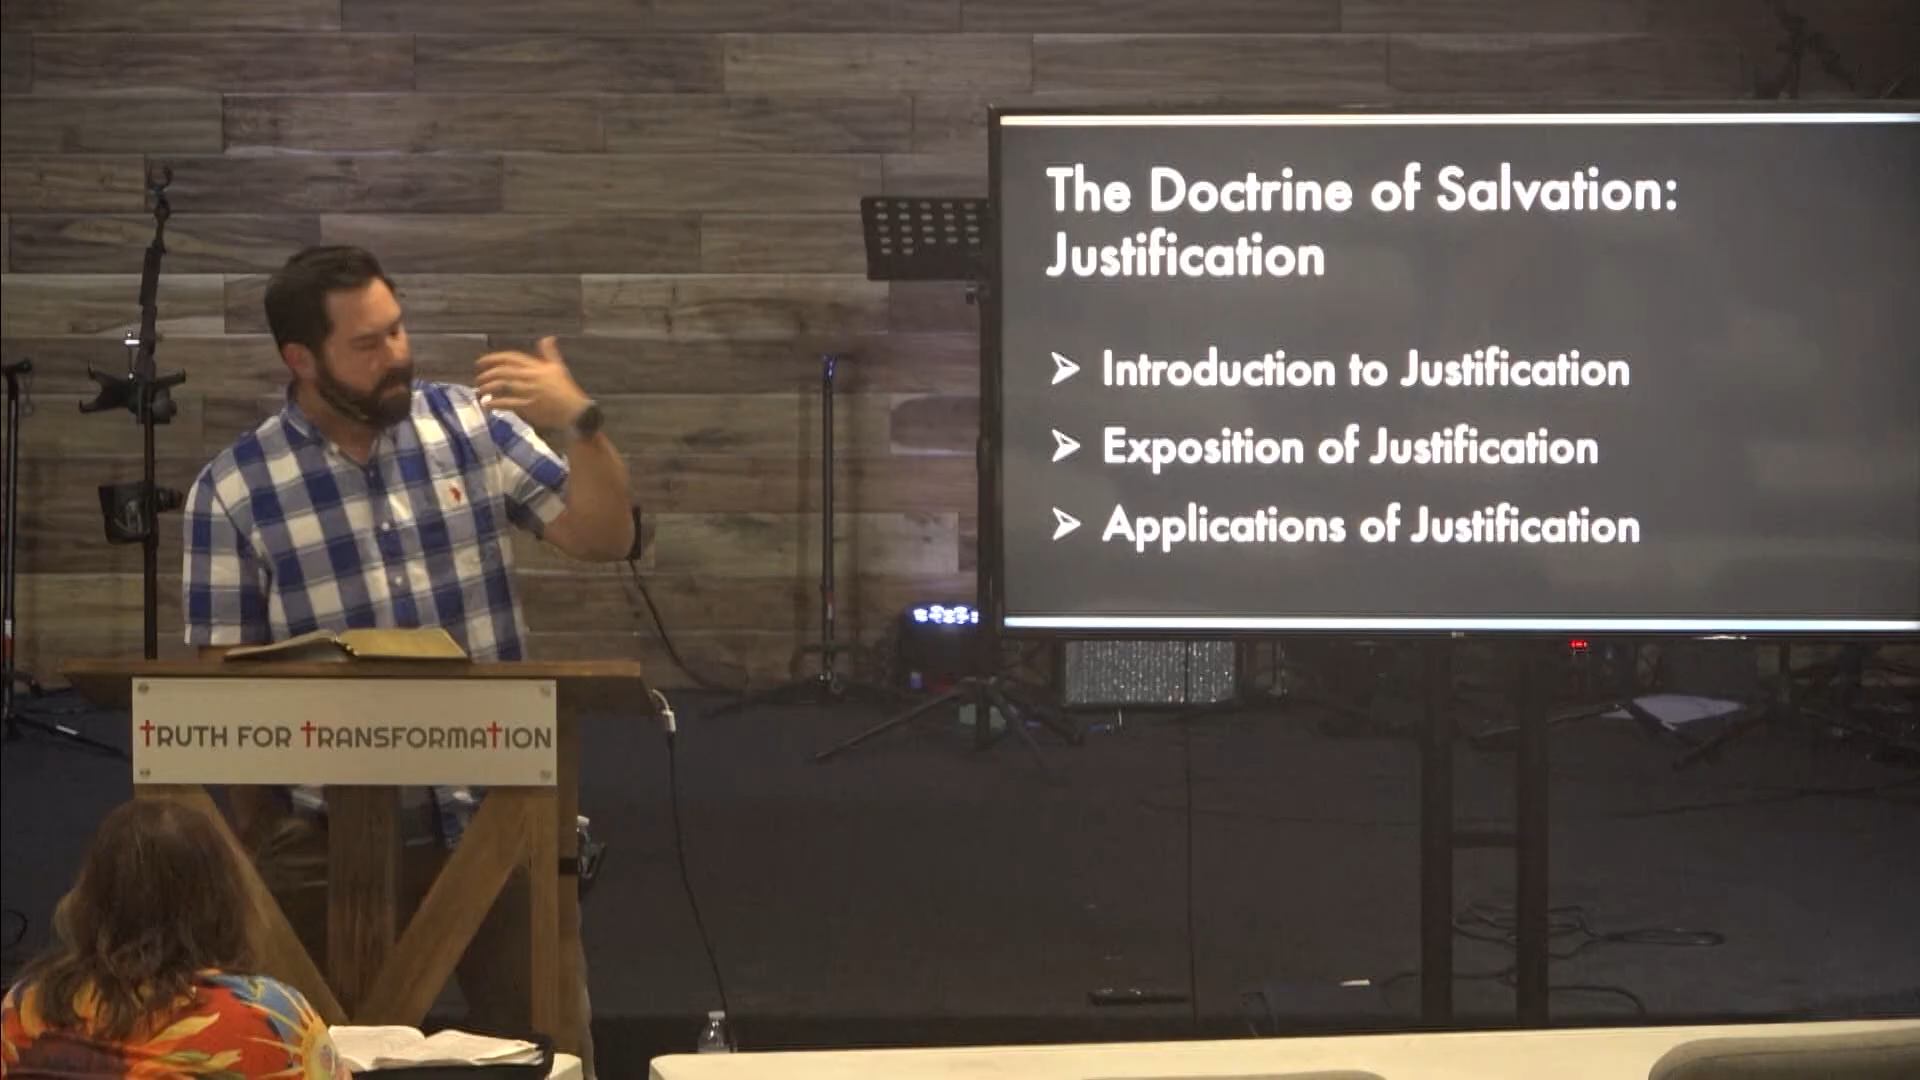 The Doctrine of Salvation:
Justification
➢ Introduction to Justification
➢ Exposition of Justification
➢ Applications of Justification
TRUTH FOR TRANSFORMATION